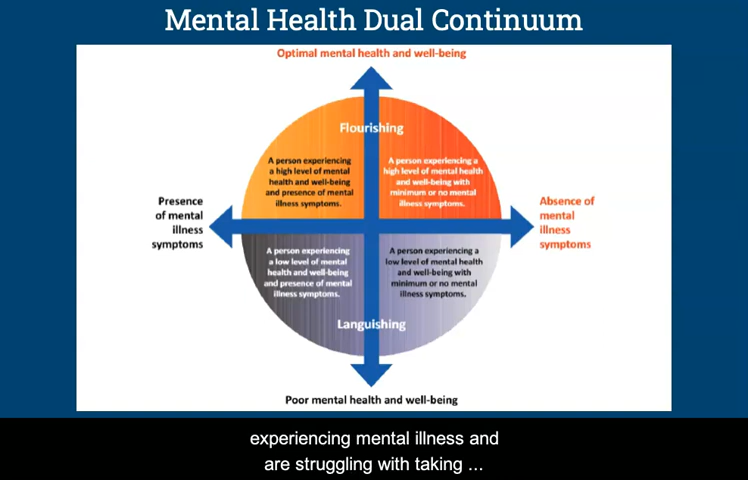 Mental Health Dual Continuum
Optimal mental health and well-being
Flourishing
A person experiencing
a high level of mental
health and well-being
and presence of mental
illness symptoms.
A person experiencing a
high level of mental health
and well-being with
minimum or no mental
illness symptoms.
Presence
of mental
illness
symptoms
Absence of
mental
illness
symptoms
A person experiencing
a low level of mental
health and well-being
and presence of mental
illness symptoms.
A person experiencing a
low level of mental health
and well-being with
minimum or no mental
illness symptoms.
Languishing
Poor mental health and well-being
experiencing mental illness and
are struggling with taking ...